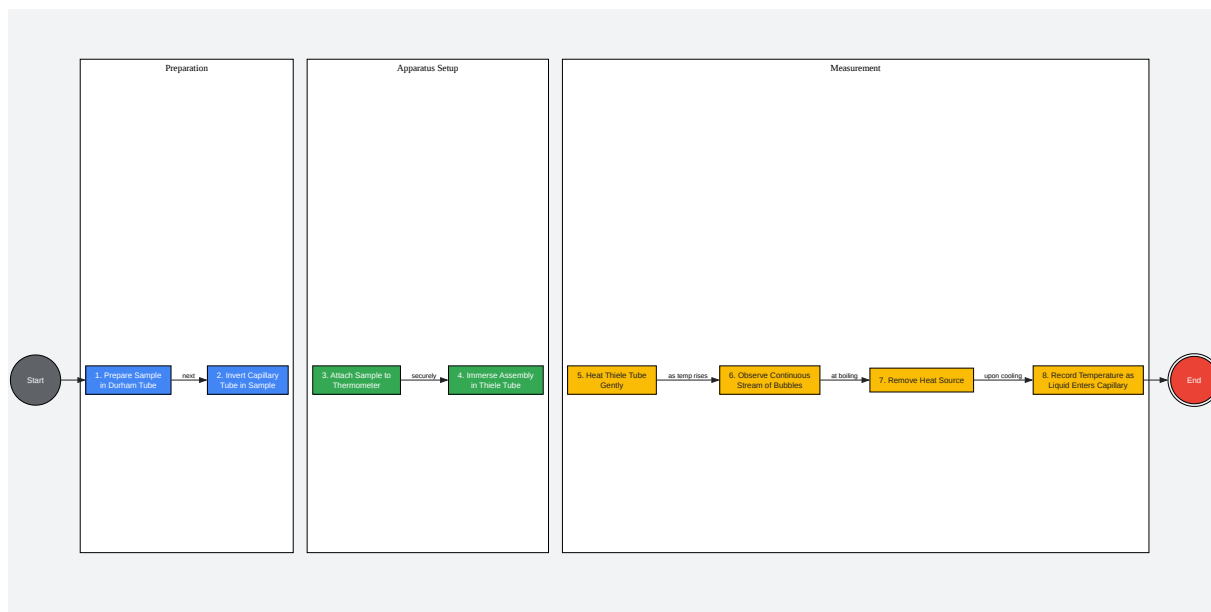 Preparation
Apparatus Setup
Measurement
Start
1. Prepare Sample
in Durham Tube
next
2. Invert Capillary
Tube in Sample
3. Attach Sample to
Thermometer
securely
4. Immerse Assembly
in Thiele Tube
5. Heat Thiele Tube
Gently
as temp rises
6. Observe Continuous
Stream of Bubbles
at boiling
7. Remove Heat Source
upon cooling
8. Record Temperature as
Liquid Enters Capillary
End